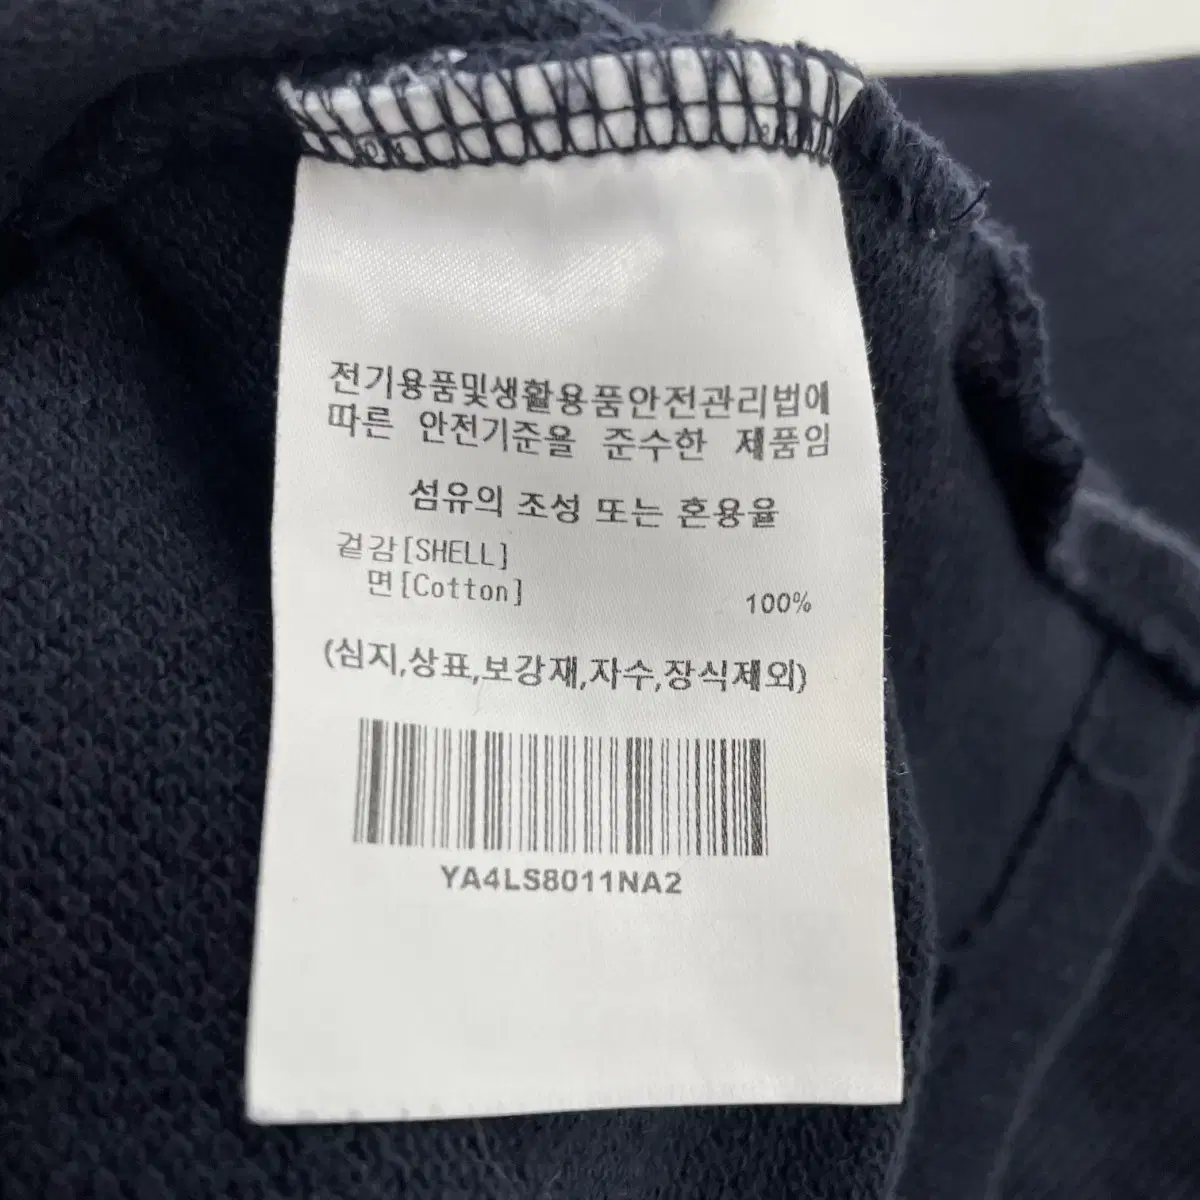 전기용품및생활용품안전관리법에
따른 안전기준을 준수한 제품임
섬유의 조성 또는 혼용율
겉감[SHELL]
면[Cotton] 100%
(심지,상표,보강재,자수,장식제외)
YA4LS8011NA2